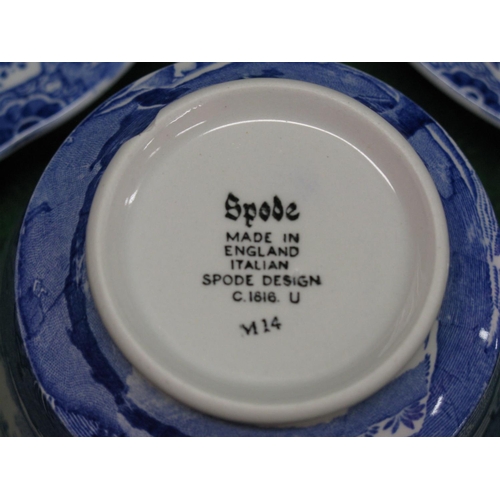 Spode
MADE IN
ENGLAND
ITALIAN
SPODE DESIGN
C.1816. U
M14